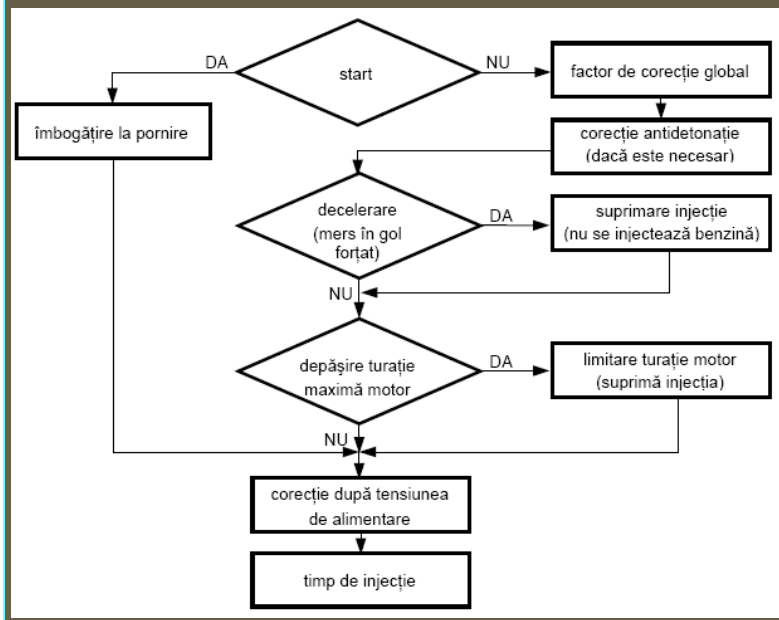 DA
start
NU
factor de corecție global
îmbogățire la pornire
corecție antidetonație
(dacă este necesar)
decelerare
(mers în gol
forțat)
DA
suprimare injecție
(nu se injectează benzină)
NU
depăşire turație
maximă motor
DA
limitare turație motor
(suprimă injecția)
NU
corecție după tensiunea
de alimentare
timp de injecție